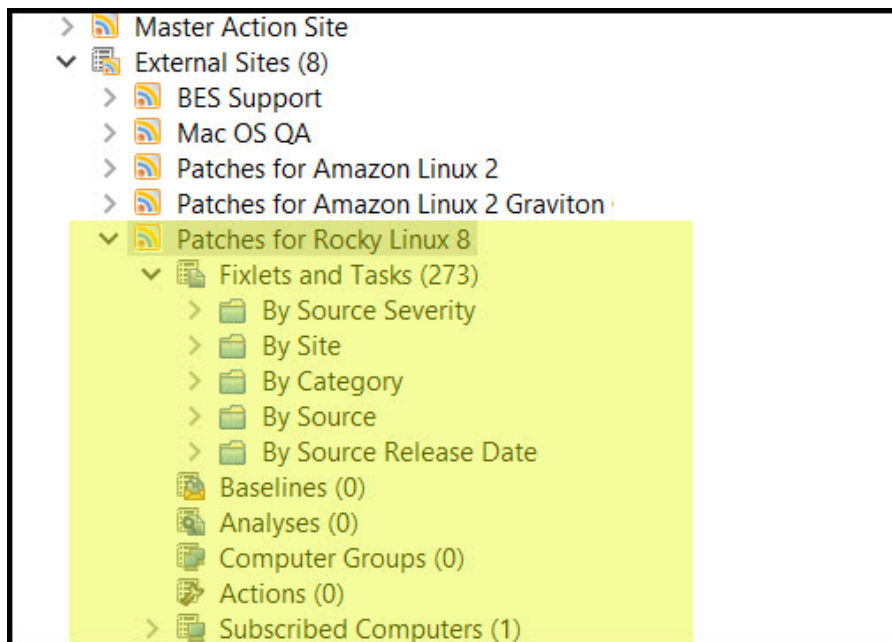 Master Action Site
External Sites (8)
BES Support
Mac OS QA
Patches for Amazon Linux 2
Patches for Amazon Linux 2 Graviton
Patches for Rocky Linux 8
Fixlets and Tasks (273)
By Source Severity
By Site
By Category
By Source
By Source Release Date
Baselines (0)
Analyses (0)
Computer Groups (0)
Actions (0)
Subscribed Computers (1)